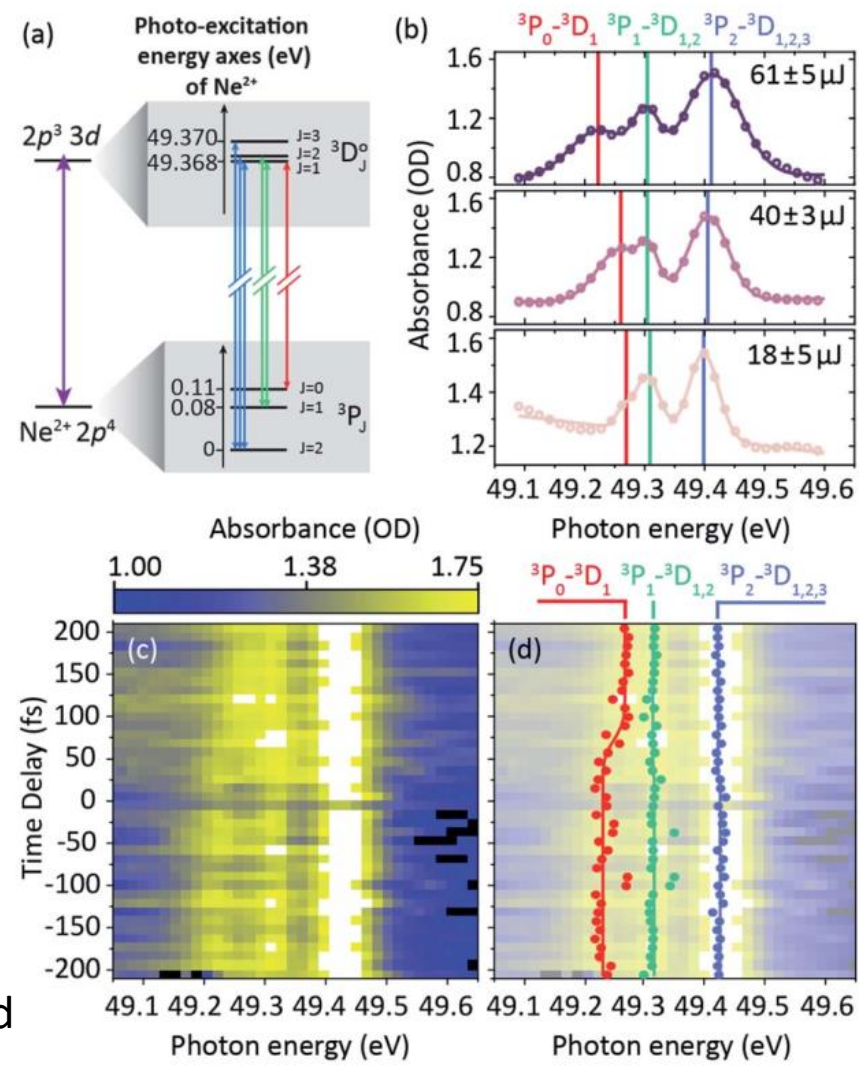 (a)
Photo-excitation
energy axes (eV)
of Ne²⁺
2p³ 3d
49.370
49.368
J=3
J=2
J=1
³D°J
0.11
0.08
0
J=0
J=1
J=2
³PJ
Ne²⁺ 2p⁴
(b)
³P₀-³D₁ ³P₁-³D₁,₂ ³P₂-³D₁,₂,₃
61±5 µJ
40±3 µJ
18±5 µJ
1.6
1.2
0.8
1.6
1.2
0.8
1.6
1.4
1.2
Absorbance (OD)
49.1 49.2 49.3 49.4 49.5 49.6
Photon energy (eV)
Absorbance (OD)
1.00 1.38 1.75
(c)
200
150
100
50
0
-50
-100
-150
-200
Time Delay (fs)
49.1 49.2 49.3 49.4 49.5 49.6
Photon energy (eV)
³P₀-³D₁ ³P₁-³D₁,₂ ³P₂-³D₁,₂,₃
(d)
49.1 49.2 49.3 49.4 49.5 49.6
Photon energy (eV)
d